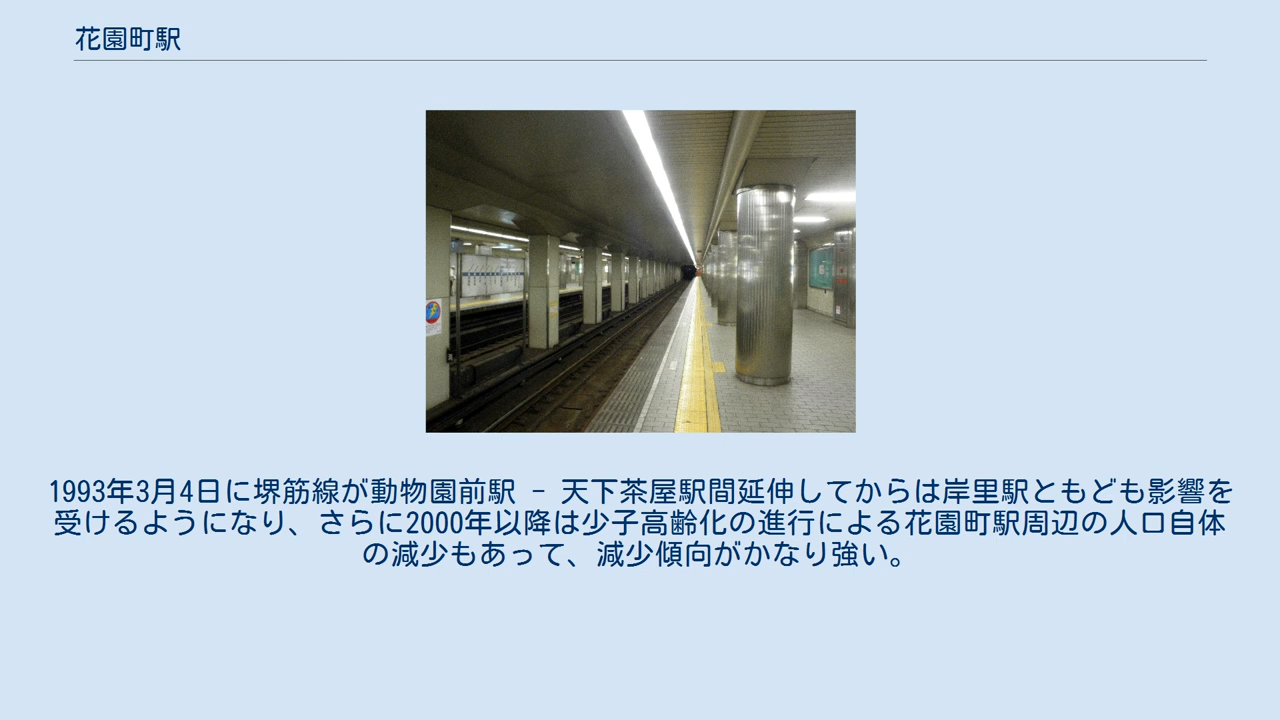 花園町駅
1993年3月4日に堺筋線が動物園前駅 - 天下茶屋駅間延伸してからは岸里駅ともども影響を
受けるようになり、さらに2000年以降は少子高齢化の進行による花園町駅周辺の人口自体
の減少もあって、減少傾向がかなり強い。